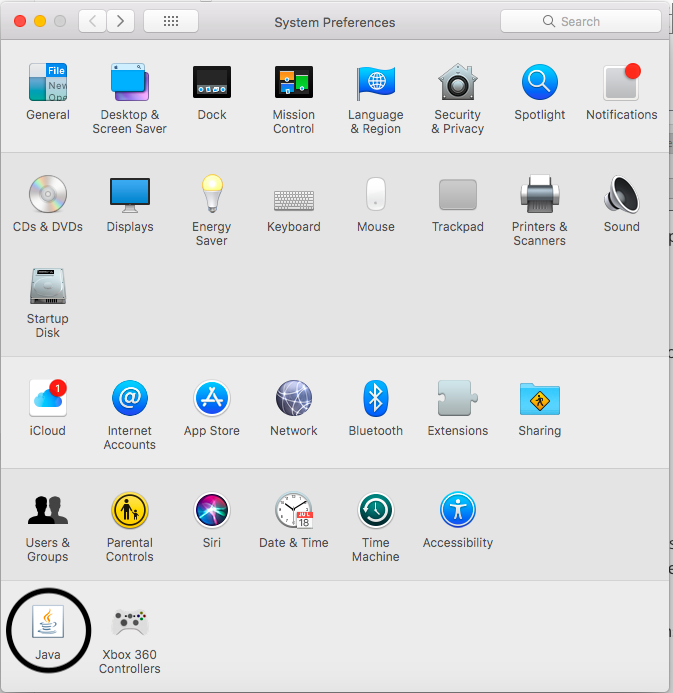 System Preferences
Search
File
New
Ope
General
Desktop &
Screen Saver
Dock
Mission
Control
Language
& Region
Security
& Privacy
Spotlight
Notifications
CDs & DVDs
Displays
Energy
Saver
Keyboard
Mouse
Trackpad
Printers &
Scanners
Sound
Startup
Disk
1
iCloud
@
Internet
Accounts
App Store
Network
Bluetooth
Extensions
Sharing
JUL
18
Users &
Groups
Parental
Controls
Siri
Date & Time
Time
Machine
Accessibility
Java
Xbox 360
Controllers